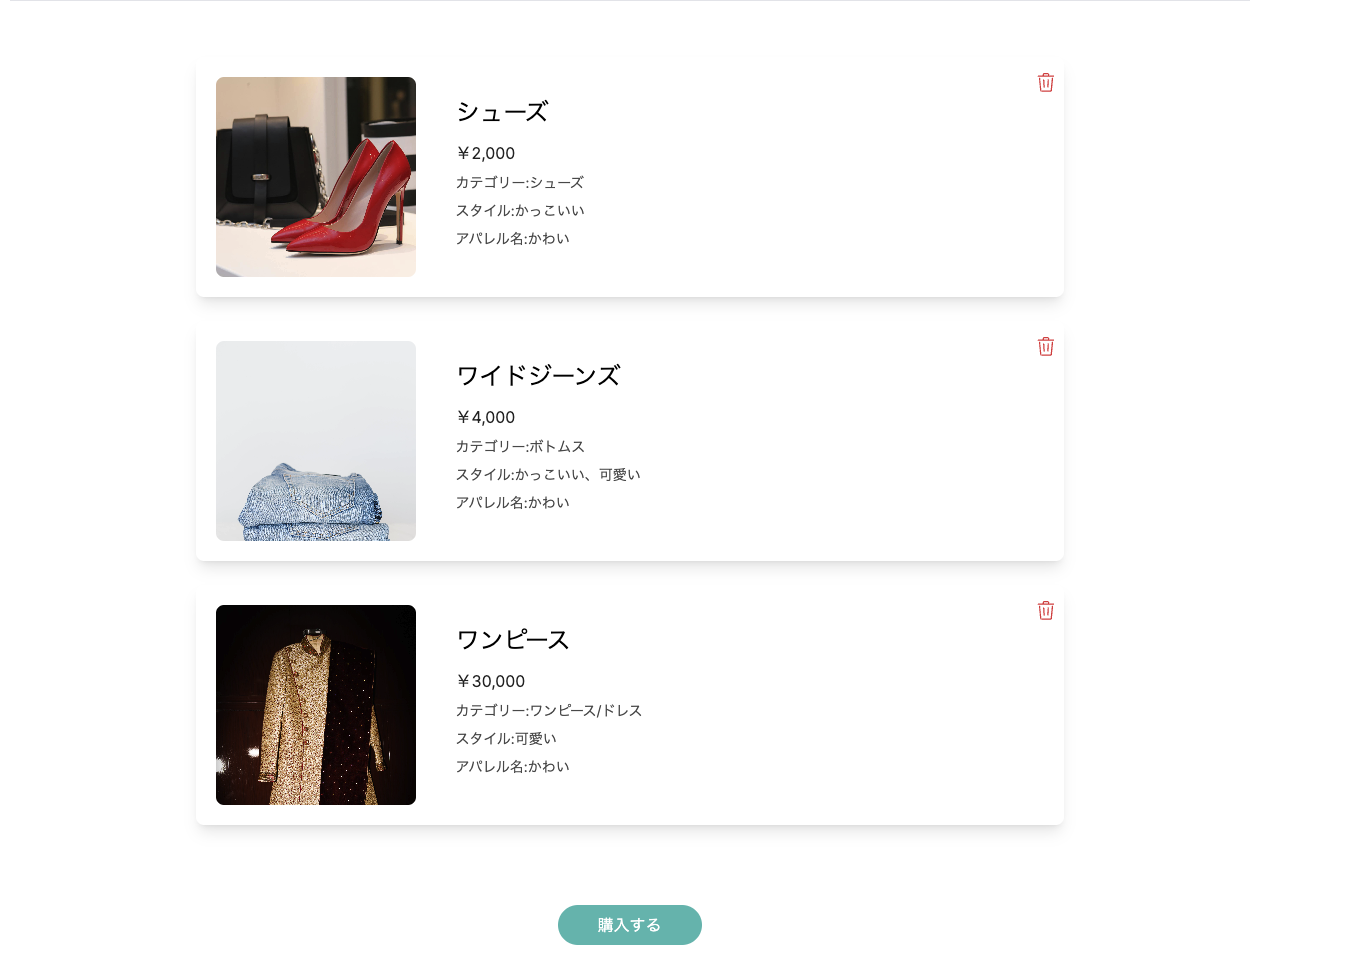 シューズ
￥2,000
カテゴリー:シューズ
スタイル:かっこいい
アパレル名:かわい
ワイドジーンズ
￥4,000
カテゴリー:ボトムス
スタイル:かっこいい、可愛い
アパレル名:かわい
ワンピース
￥30,000
カテゴリー:ワンピース/ドレス
スタイル:可愛い
アパレル名:かわい
購入する